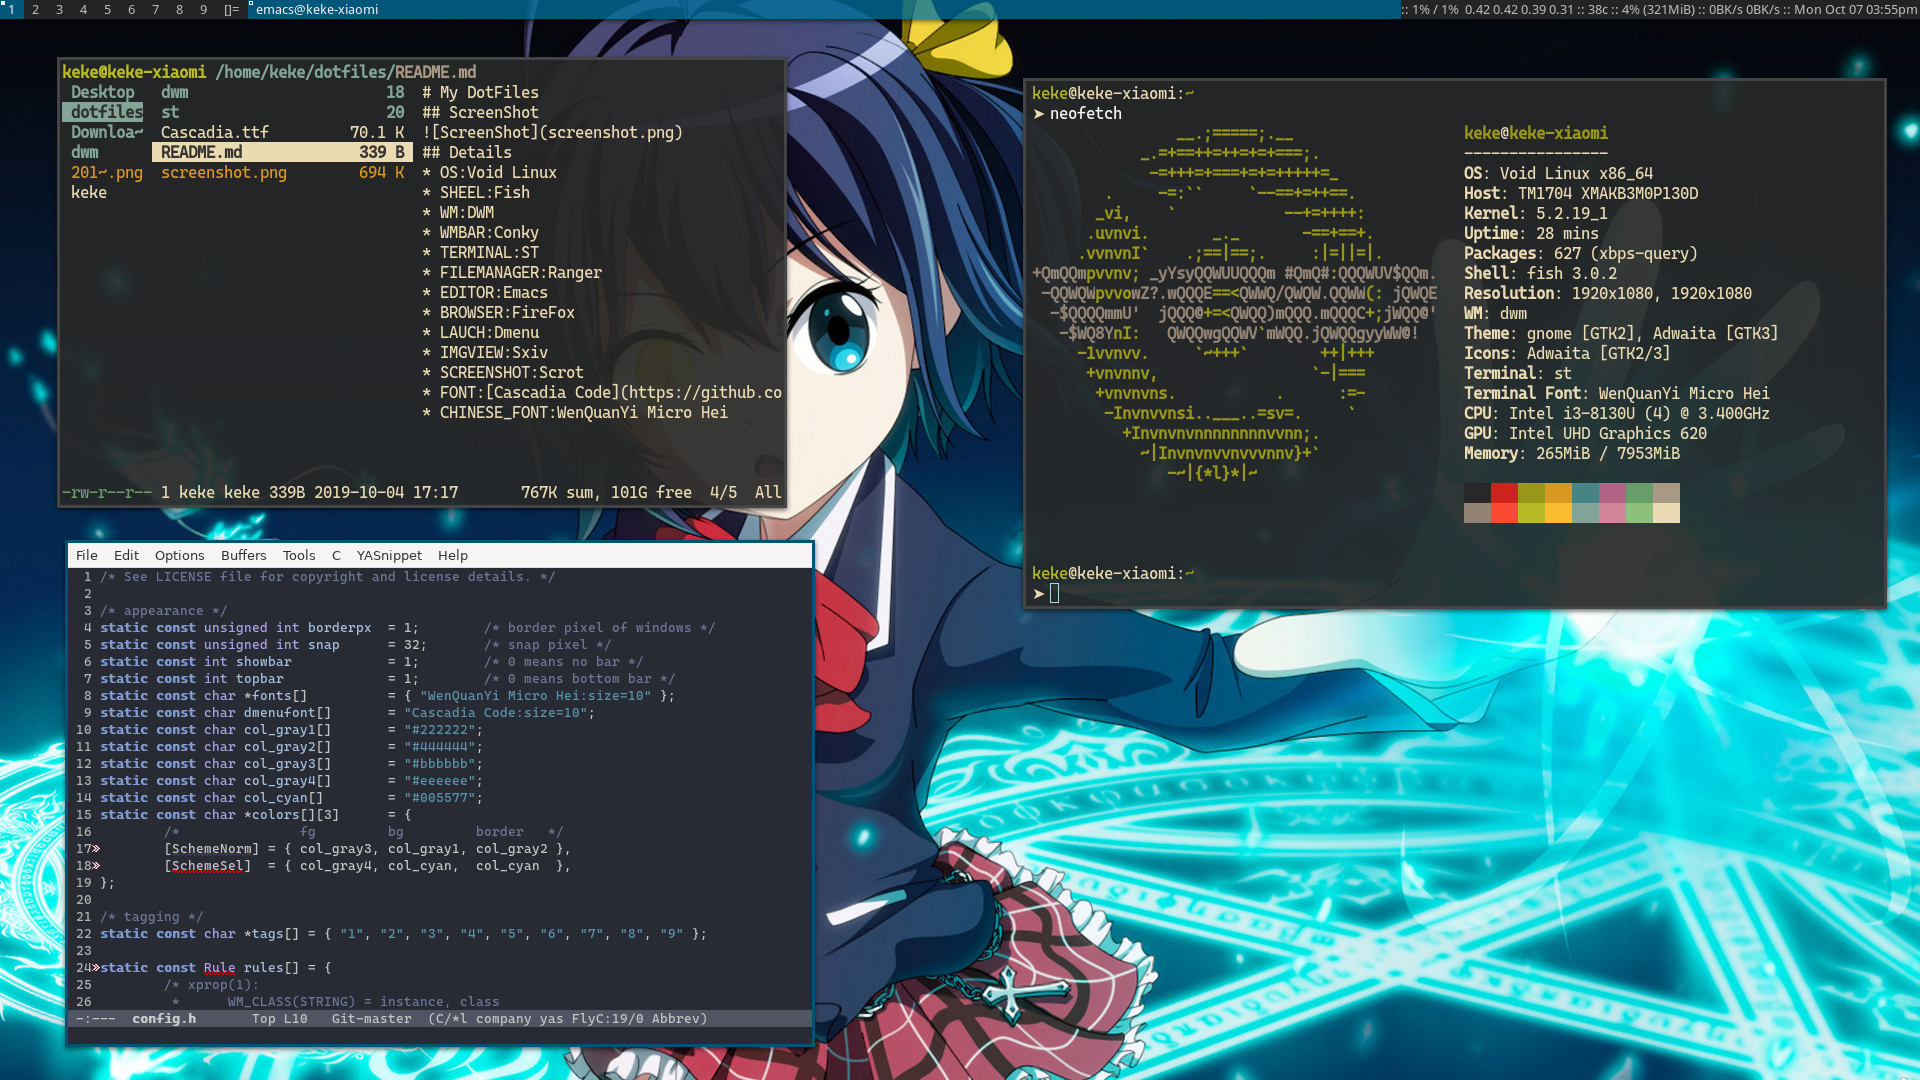 1 2 3 4 5 6 7 8 9 []= emacs@keke-xiaomi :: 1% / 1% 0.42 0.42 0.39 0.31 :: 38c :: 4% (321MiB) :: 0BK/s 0BK/s :: Mon Oct 07 03:55pm
keke@keke-xiaomi /home/keke/dotfiles/README.md
Desktop dwm 18 # My DotFiles
dotfiles st 20 ## ScreenShot
Downloa~ Cascadia.ttf 70.1 K ![ScreenShot](screenshot.png)
dwm README.md 339 B ## Details
201~.png screenshot.png 694 K * OS:Void Linux
keke * SHEEL:Fish
* WM:DWM
* WMBAR:Conky
* TERMINAL:ST
* FILEMANAGER:Ranger
* EDITOR:Emacs
* BROWSER:FireFox
* LAUCH:Dmenu
* IMGVIEW:Sxiv
* SCREENSHOT:Scrot
* FONT:[Cascadia Code](https://github.co
* CHINESE_FONT:WenQuanYi Micro Hei
-rw-r--r-- 1 keke keke 339B 2019-10-04 17:17 767K sum, 101G free 4/5 All
keke@keke-xiaomi:~
➤ neofetch
keke@keke-xiaomi
----------------
OS: Void Linux x86_64
Host: TM1704 XMAKB3M0P130D
Kernel: 5.2.19_1
Uptime: 28 mins
Packages: 627 (xbps-query)
Shell: fish 3.0.2
Resolution: 1920x1080, 1920x1080
WM: dwm
Theme: gnome [GTK2], Adwaita [GTK3]
Icons: Adwaita [GTK2/3]
Terminal: st
Terminal Font: WenQuanYi Micro Hei
CPU: Intel i3-8130U (4) @ 3.400GHz
GPU: Intel UHD Graphics 620
Memory: 265MiB / 7953MiB
keke@keke-xiaomi:~
➤
File Edit Options Buffers Tools C YASnippet Help
1 /* See LICENSE file for copyright and license details. */
2
3 /* appearance */
4 static const unsigned int borderpx = 1; /* border pixel of windows */
5 static const unsigned int snap = 32; /* snap pixel */
6 static const int showbar = 1; /* 0 means no bar */
7 static const int topbar = 1; /* 0 means bottom bar */
8 static const char *fonts[] = { "WenQuanYi Micro Hei:size=10" };
9 static const char dmenufont[] = "Cascadia Code:size=10";
10 static const char col_gray1[] = "#222222";
11 static const char col_gray2[] = "#444444";
12 static const char col_gray3[] = "#bbbbbb";
13 static const char col_gray4[] = "#eeeeee";
14 static const char col_cyan[] = "#005577";
15 static const char *colors[][3] = {
16 /* fg bg border */
17 [SchemeNorm] = { col_gray3, col_gray1, col_gray2 },
18 [SchemeSel] = { col_gray4, col_cyan, col_cyan },
19 };
20
21 /* tagging */
22 static const char *tags[] = { "1", "2", "3", "4", "5", "6", "7", "8", "9" };
23
24 static const Rule rules[] = {
25 /* xprop(1):
26 * WM_CLASS(STRING) = instance, class
-:--- config.h Top L10 Git-master (C/*l company yas FlyC:19/0 Abbrev)